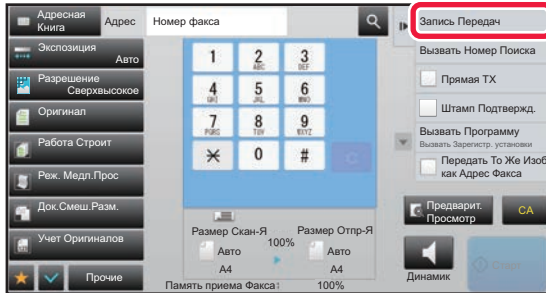 Адресная
Книга
Адрес
Номер факса
Запись Передач
Экспозиция
Авто
Разрешение
Сверхвысокое
Оригинал
Работа Строит
Реж. Медл.Прос
Док.Смеш.Разм.
Учет Оригиналов
Прочие
1
2
ABC
3
DEF
4
GHI
5
JKL
6
MNO
7
PQRS
8
TUV
9
WXYZ
0
#
C
Размер Скан-Я
Авто
A4
100%
Размер Отпр-Я
Авто
A4
Память приема Факса:
100%
Вызвать Номер Поиска
Прямая TX
Штамп Подтвержд.
Вызвать Программу
Вызвать Зарегистр. установки
Передать То Же Изоб
как Адрес Факса
Предварит.
Просмотр
CA
Динамик
Старт